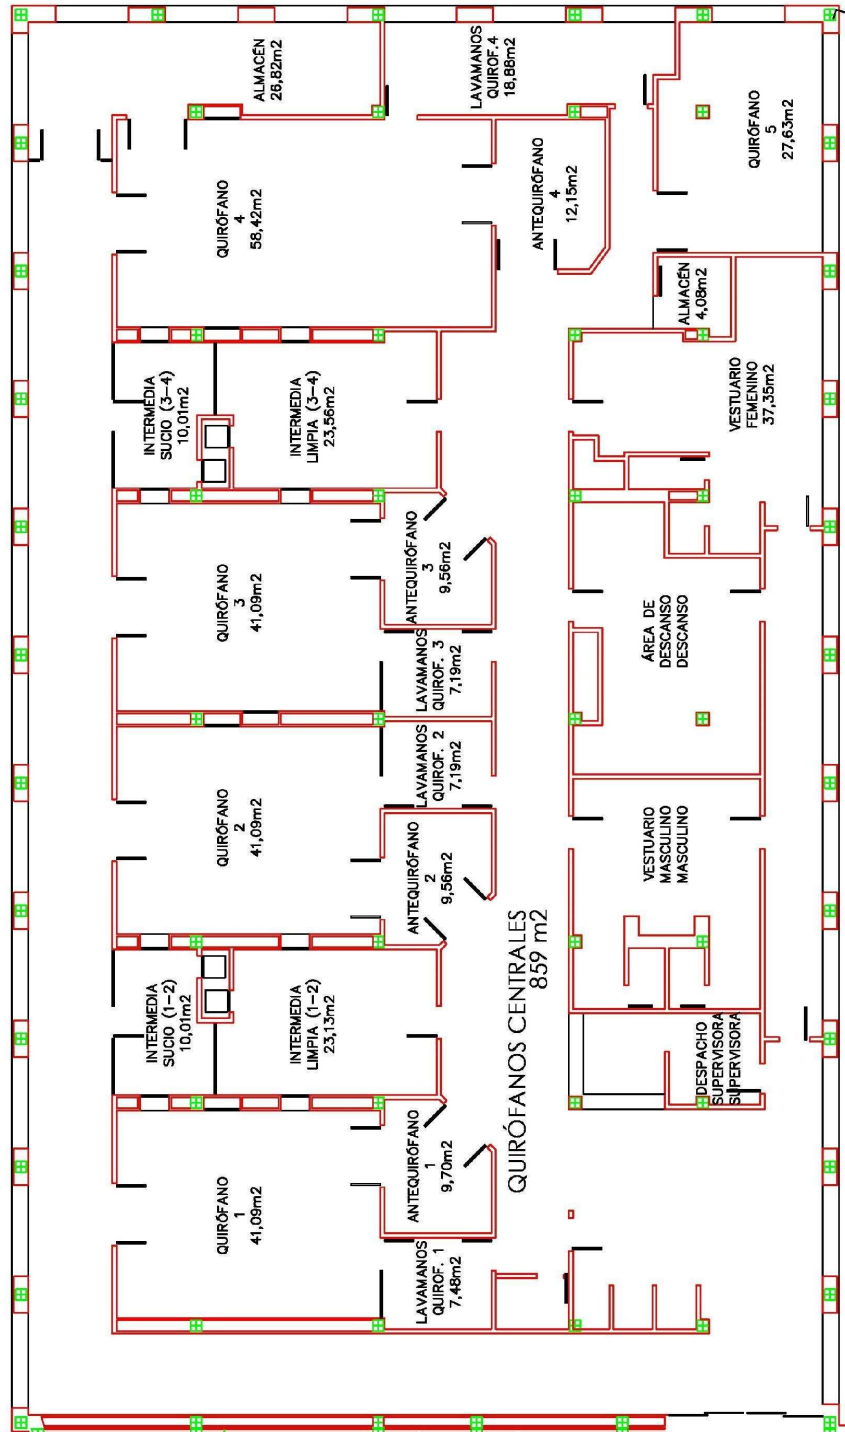 ALMACÉN
26,82m2
LAVAMANOS
QUIROF.4
18,88m2
QUIRÓFANO
5
27,63m2
QUIRÓFANO
4
58,42m2
ANTEQUIRÓFANO
4
12,15m2
ALMACÉN
4,08m2
INTERMEDIA
SUCIO (3-4)
10,01m2
INTERMEDIA
LIMPIA (3-4)
23,56m2
VESTUARIO
FEMENINO
37,35m2
QUIRÓFANO
3
41,09m2
ANTEQUIRÓFANO
3
9,56m2
LAVAMANOS
QUIROF. 3
7,19m2
ÁREA DE
DESCANSO
DESCANSO
QUIRÓFANO
2
41,09m2
LAVAMANOS
QUIROF. 2
7,19m2
ANTEQUIRÓFANO
2
9,56m2
VESTUARIO
MASCULINO
MASCULINO
INTERMEDIA
SUCIO (1-2)
10,01m2
INTERMEDIA
LIMPIA (1-2)
23,13m2
QUIRÓFANOS CENTRALES
859 m2
DESPACHO
SUPERVISORA
SUPERVISORA
QUIRÓFANO
1
41,09m2
ANTEQUIRÓFANO
1
9,70m2
LAVAMANOS
QUIROF. 1
7,48m2